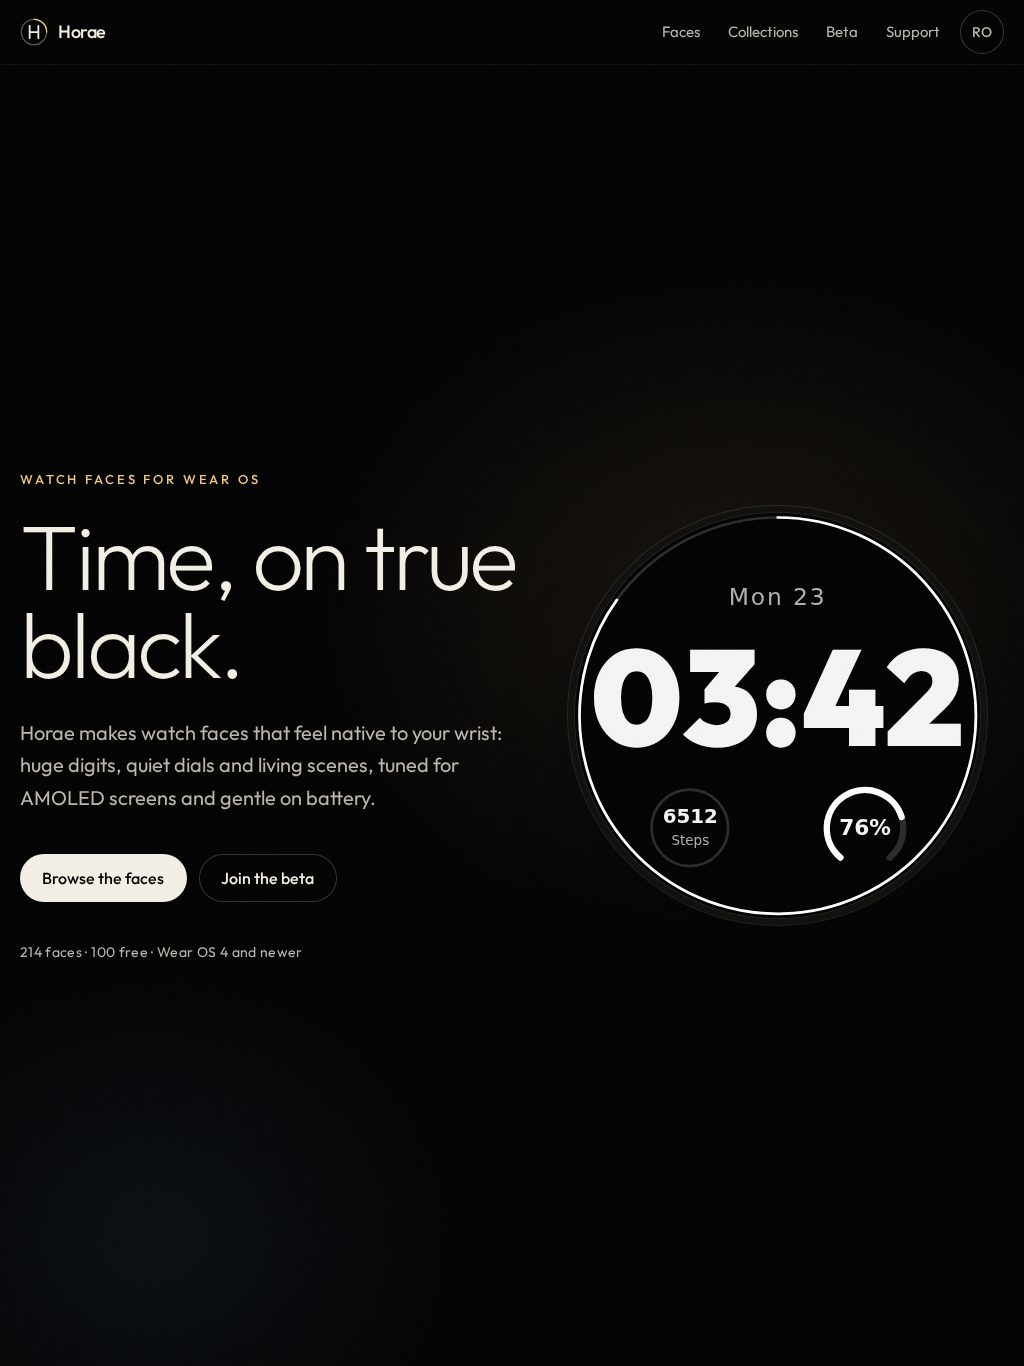 H Horae
Faces Collections Beta Support RO
WATCH FACES FOR WEAR OS
Time, on true
black.
Horae makes watch faces that feel native to your wrist:
huge digits, quiet dials and living scenes, tuned for
AMOLED screens and gentle on battery.
Browse the faces Join the beta
214 faces · 100 free · Wear OS 4 and newer
Mon 23
03:42
6512 76%
Steps